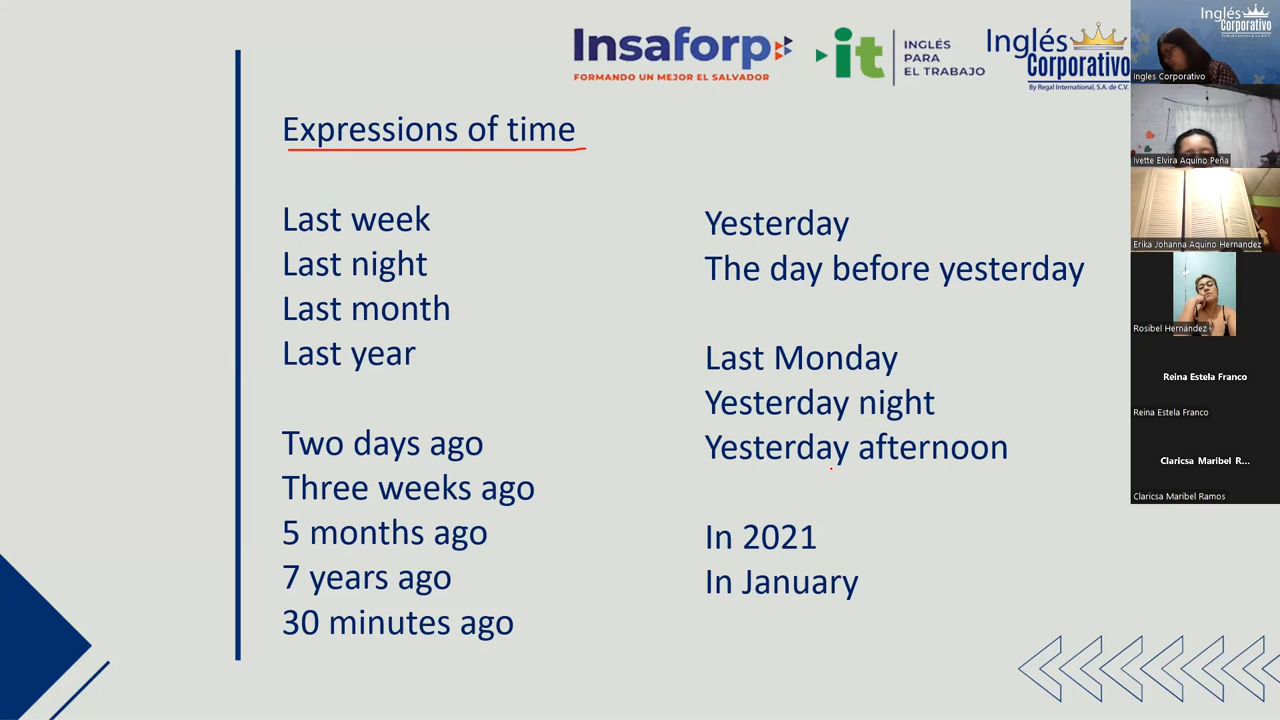 Insaforp
FORMANDO UN MEJOR EL SALVADOR
it
INGLÉS
PARA
EL TRABAJO
Inglés
Corporativo
By Regal International, S.A. de C.V.
Expressions of time
Last week
Last night
Last month
Last year
Two days ago
Three weeks ago
5 months ago
7 years ago
30 minutes ago
Yesterday
The day before yesterday
Last Monday
Yesterday night
Yesterday afternoon
In 2021
In January
Inglés
Corporativo
Ingles Corporativo
Ivette Elvira Aquino Peña
Erika Johanna Aquino Hernandez
Rosibel Hernández
Reina Estela Franco
Reina Estela Franco
Claricsa Maribel R...
Claricsa Maribel Ramos